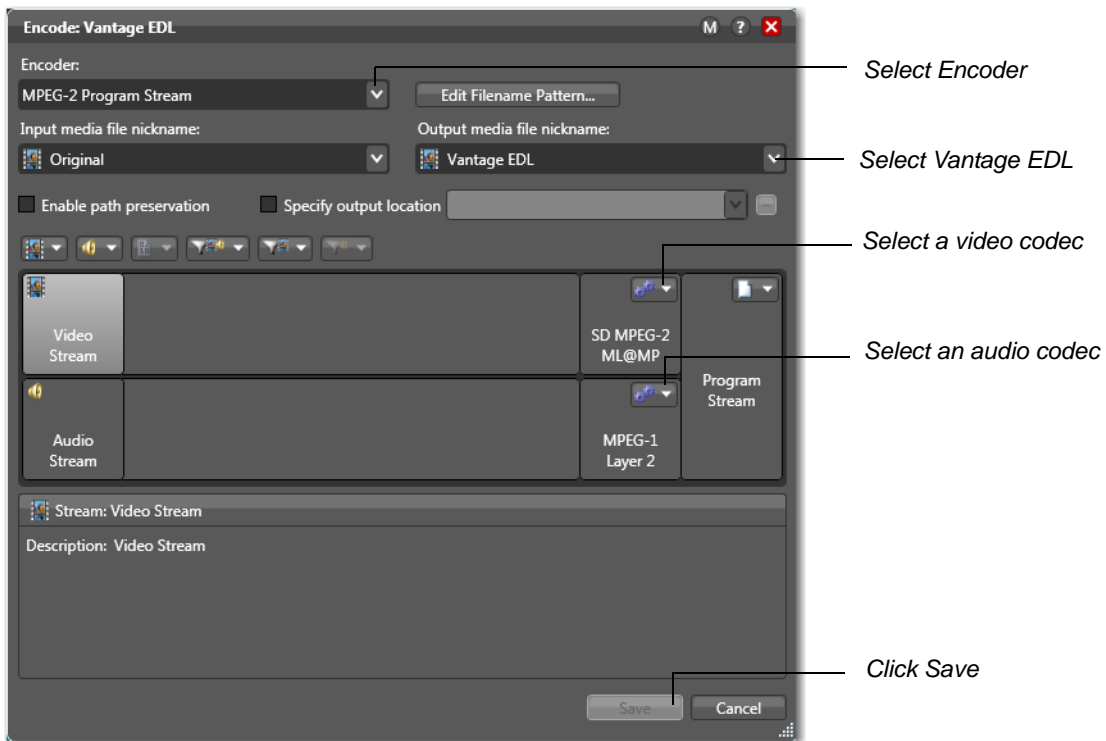 Encode: Vantage EDL
M ?
Encoder:
Select Encoder
MPEG-2 Program Stream
Edit Filename Pattern...
Input media file nickname:
Output media file nickname:
Original
Vantage EDL
Select Vantage EDL
Enable path preservation
Specify output location
Select a video codec
Video
Stream
SD MPEG-2
ML@MP
Select an audio codec
Program
Stream
Audio
Stream
MPEG-1
Layer 2
Stream: Video Stream
Description: Video Stream
Click Save
Save
Cancel